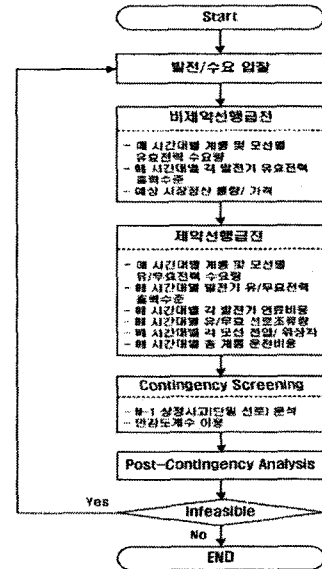 Start
발전/수요 입찰
비제약선행급전
- 매 시간대별 계통 및 모선별
유효전력 수요량
- 매 시간대별 각 발전기 유효전력
출력수준
- 예상 시장정산 물량/ 가격
제약선행급전
- 매 시간대별 계통 및 모선별
유/무효전력 수요량
- 매 시간대별 발전기 유/무효전력
출력수준
- 매 시간대별 각 발전기 연료비용
- 매 시간대별 유/무효 선로조류량
- 매 시간대별 각 모선 전압/ 위상각
- 매 시간대별 총 계통 운전비용
Contingency Screening
- N-1 상정사고(단일 선로) 분석
- 민감도계수 이용
Post-Contingency Analysis
Yes
Infeasible
No
END